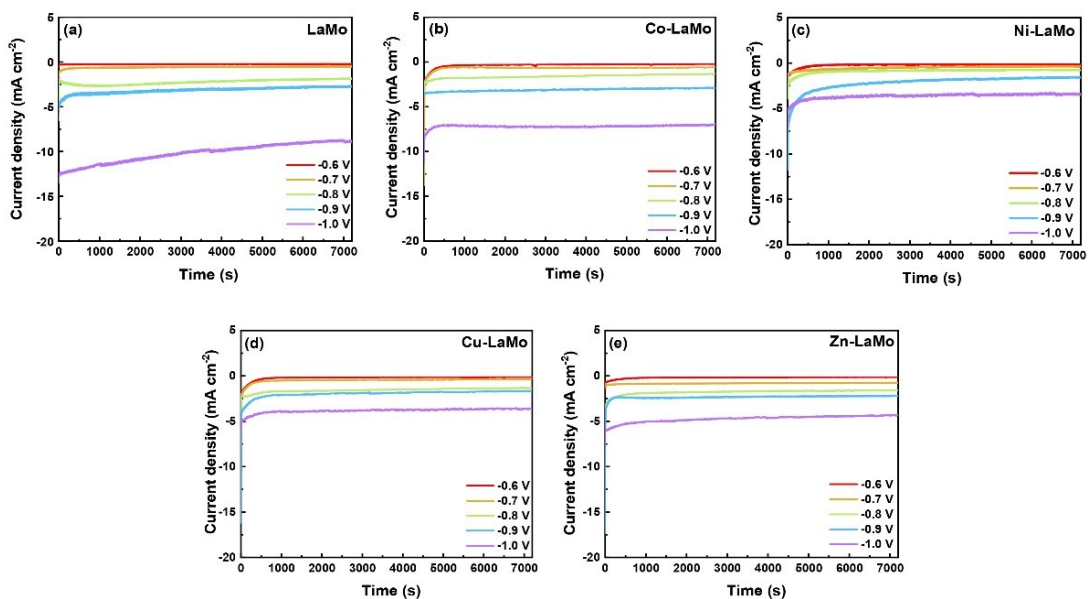 (a) LaMo
5
0
-5
-10
-15
-20
Current density (mA cm⁻²)
-0.6 V
-0.7 V
-0.8 V
-0.9 V
-1.0 V
0 1000 2000 3000 4000 5000 6000 7000
Time (s)
(b) Co-LaMo
5
0
-5
-10
-15
-20
Current density (mA cm⁻²)
-0.6 V
-0.7 V
-0.8 V
-0.9 V
-1.0 V
0 1000 2000 3000 4000 5000 6000 7000
Time (s)
(c) Ni-LaMo
5
0
-5
-10
-15
-20
Current density (mA cm⁻²)
-0.6 V
-0.7 V
-0.8 V
-0.9 V
-1.0 V
0 1000 2000 3000 4000 5000 6000 7000
Time (s)
(d) Cu-LaMo
5
0
-5
-10
-15
-20
Current density (mA cm⁻²)
-0.6 V
-0.7 V
-0.8 V
-0.9 V
-1.0 V
0 1000 2000 3000 4000 5000 6000 7000
Time (s)
(e) Zn-LaMo
5
0
-5
-10
-15
-20
Current density (mA cm⁻²)
-0.6 V
-0.7 V
-0.8 V
-0.9 V
-1.0 V
0 1000 2000 3000 4000 5000 6000 7000
Time (s)